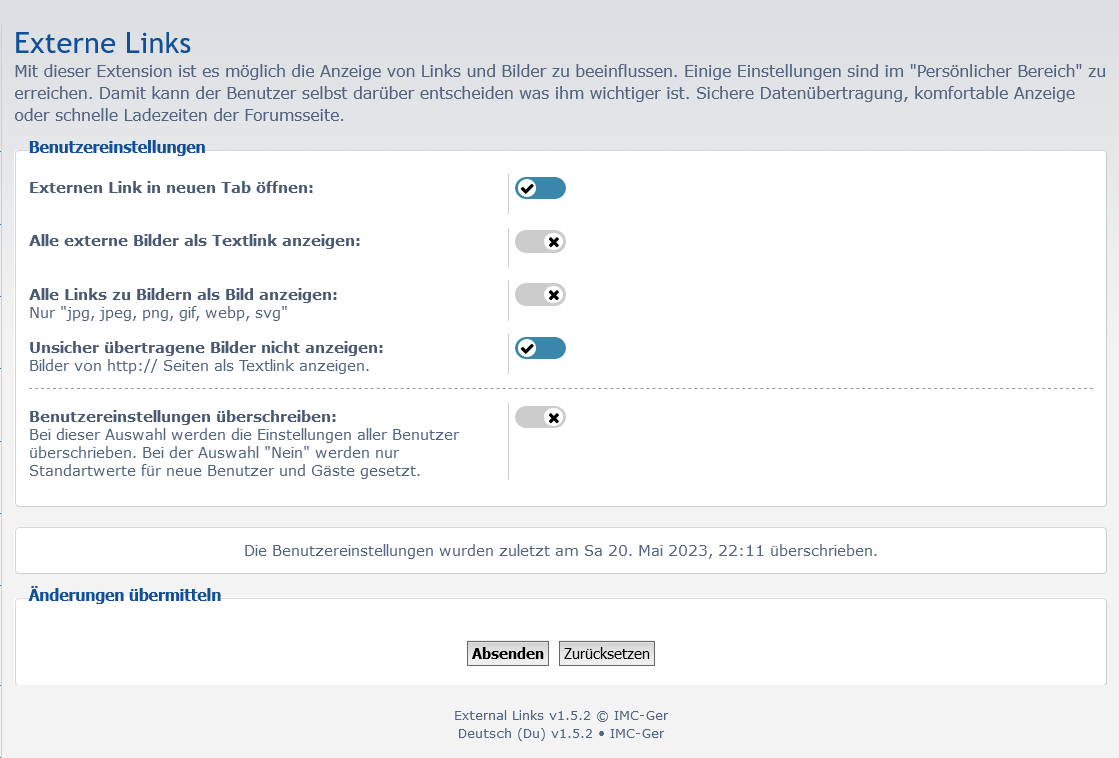 Externe Links
Mit dieser Extension ist es möglich die Anzeige von Links und Bilder zu beeinflussen. Einige Einstellungen sind im "Persönlicher Bereich" zu
erreichen. Damit kann der Benutzer selbst darüber entscheiden was ihm wichtiger ist. Sichere Datenübertragung, komfortable Anzeige
oder schnelle Ladezeiten der Forumsseite.
Benutzereinstellungen
Externen Link in neuen Tab öffnen:
Alle externe Bilder als Textlink anzeigen:
Alle Links zu Bildern als Bild anzeigen:
Nur "jpg, jpeg, png, gif, webp, svg"
Unsicher übertragene Bilder nicht anzeigen:
Bilder von http:// Seiten als Textlink anzeigen.
Benutzereinstellungen überschreiben:
Bei dieser Auswahl werden die Einstellungen aller Benutzer
überschrieben. Bei der Auswahl "Nein" werden nur
Standartwerte für neue Benutzer und Gäste gesetzt.
Die Benutzereinstellungen wurden zuletzt am Sa 20. Mai 2023, 22:11 überschrieben.
Änderungen übermitteln
Absenden Zurücksetzen
External Links v1.5.2 © IMC-Ger
Deutsch (Du) v1.5.2 • IMC-Ger